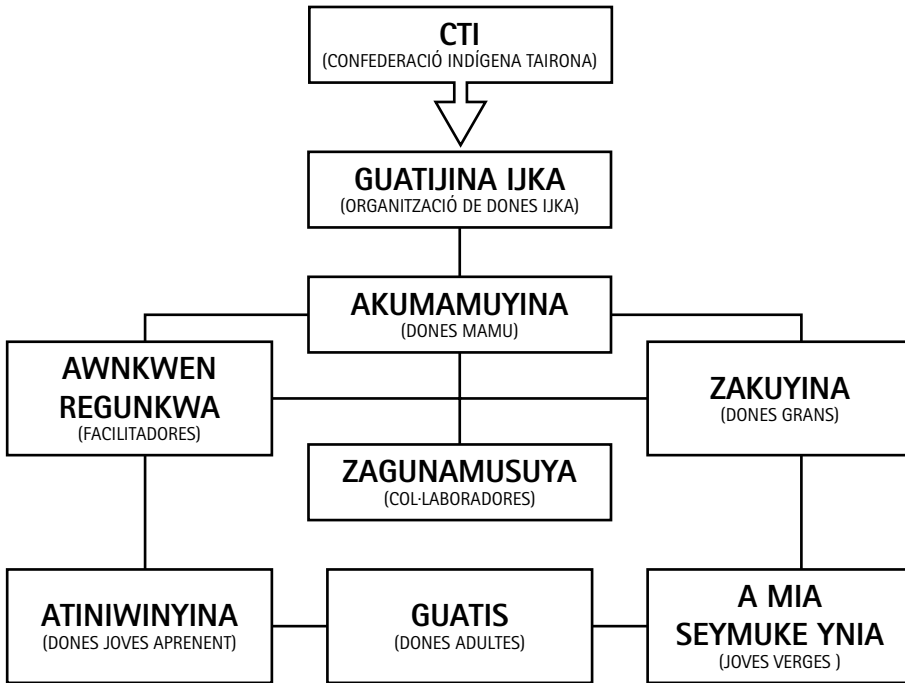 CTI
(CONFEDERACIÓ INDÍGENA TAIRONA)
GUATIJINA IJKA
(ORGANITZACIÓ DE DONES IJKA)
AKUMAMUYINA
(DONES MAMU)
AWNKWEN
REGUNKWA
(FACILITADORES)
ZAKUYINA
(DONES GRANS)
ZAGUNAMUSUYA
(COL·LABORADORES)
ATINIWINYINA
(DONES JOVES APRENENT)
GUATIS
(DONES ADULTES)
A MIA
SEYMUKE YNIA
(JOVES VERGES )